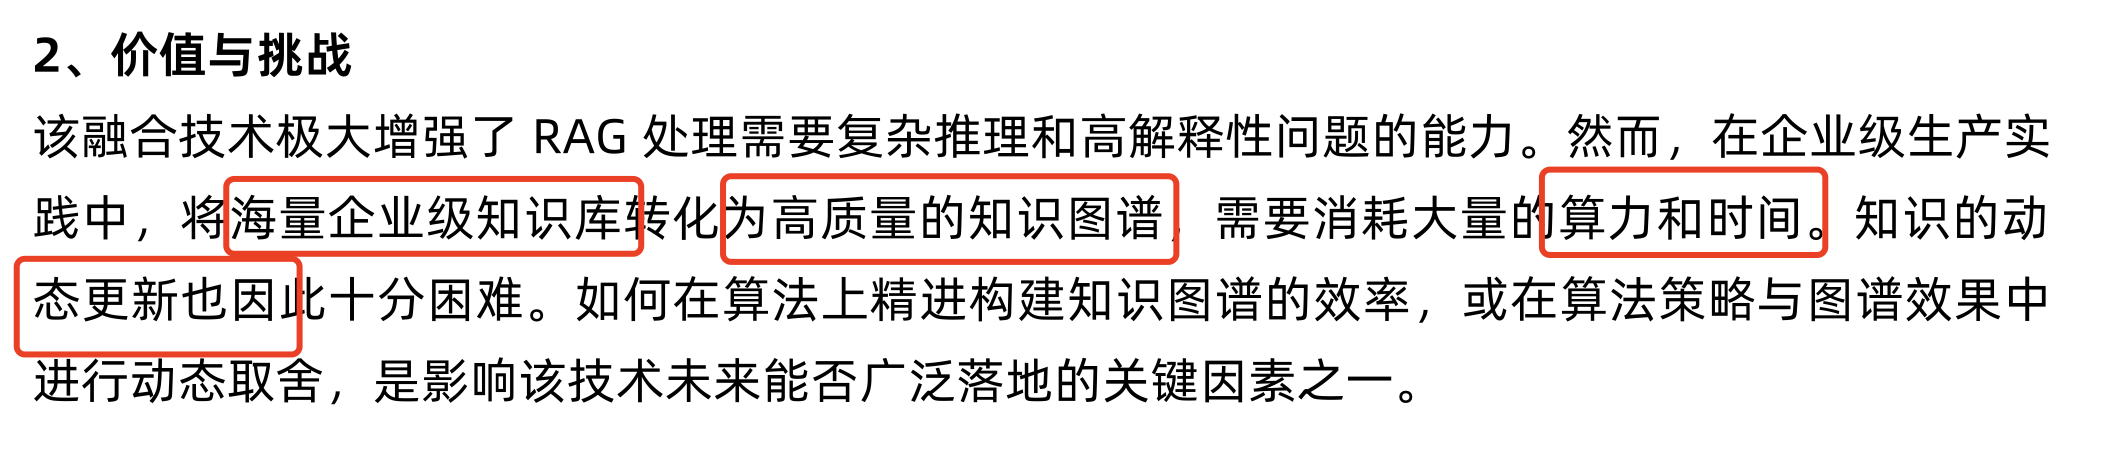 2、价值与挑战
该融合技术极大增强了 RAG 处理需要复杂推理和高解释性问题的能力。然而，在企业级生产实
践中，将海量企业级知识库转化为高质量的知识图谱，需要消耗大量的算力和时间。知识的动
态更新也因此十分困难。如何在算法上精进构建知识图谱的效率，或在算法策略与图谱效果中
进行动态取舍，是影响该技术未来能否广泛落地的关键因素之一。